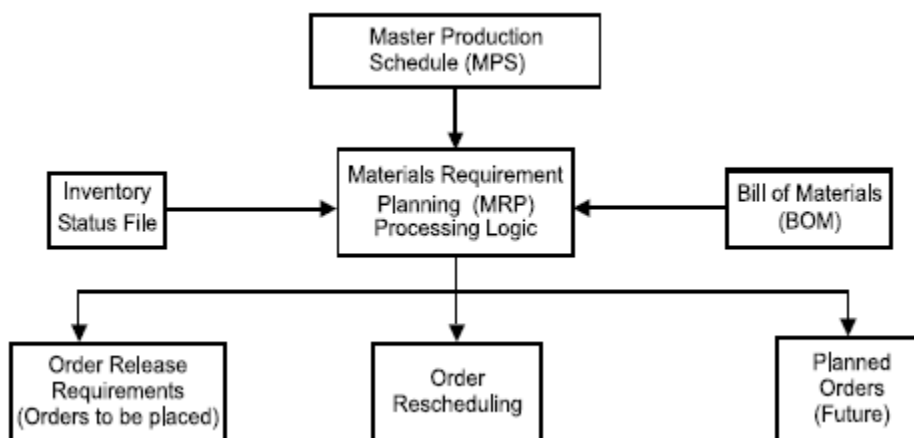 Master Production
Schedule (MPS)
Inventory
Status File
Materials Requirement
Planning (MRP)
Processing Logic
Bill of Materials
(BOM)
Order Release
Requirements
(Orders to be placed)
Order
Rescheduling
Planned
Orders
(Future)